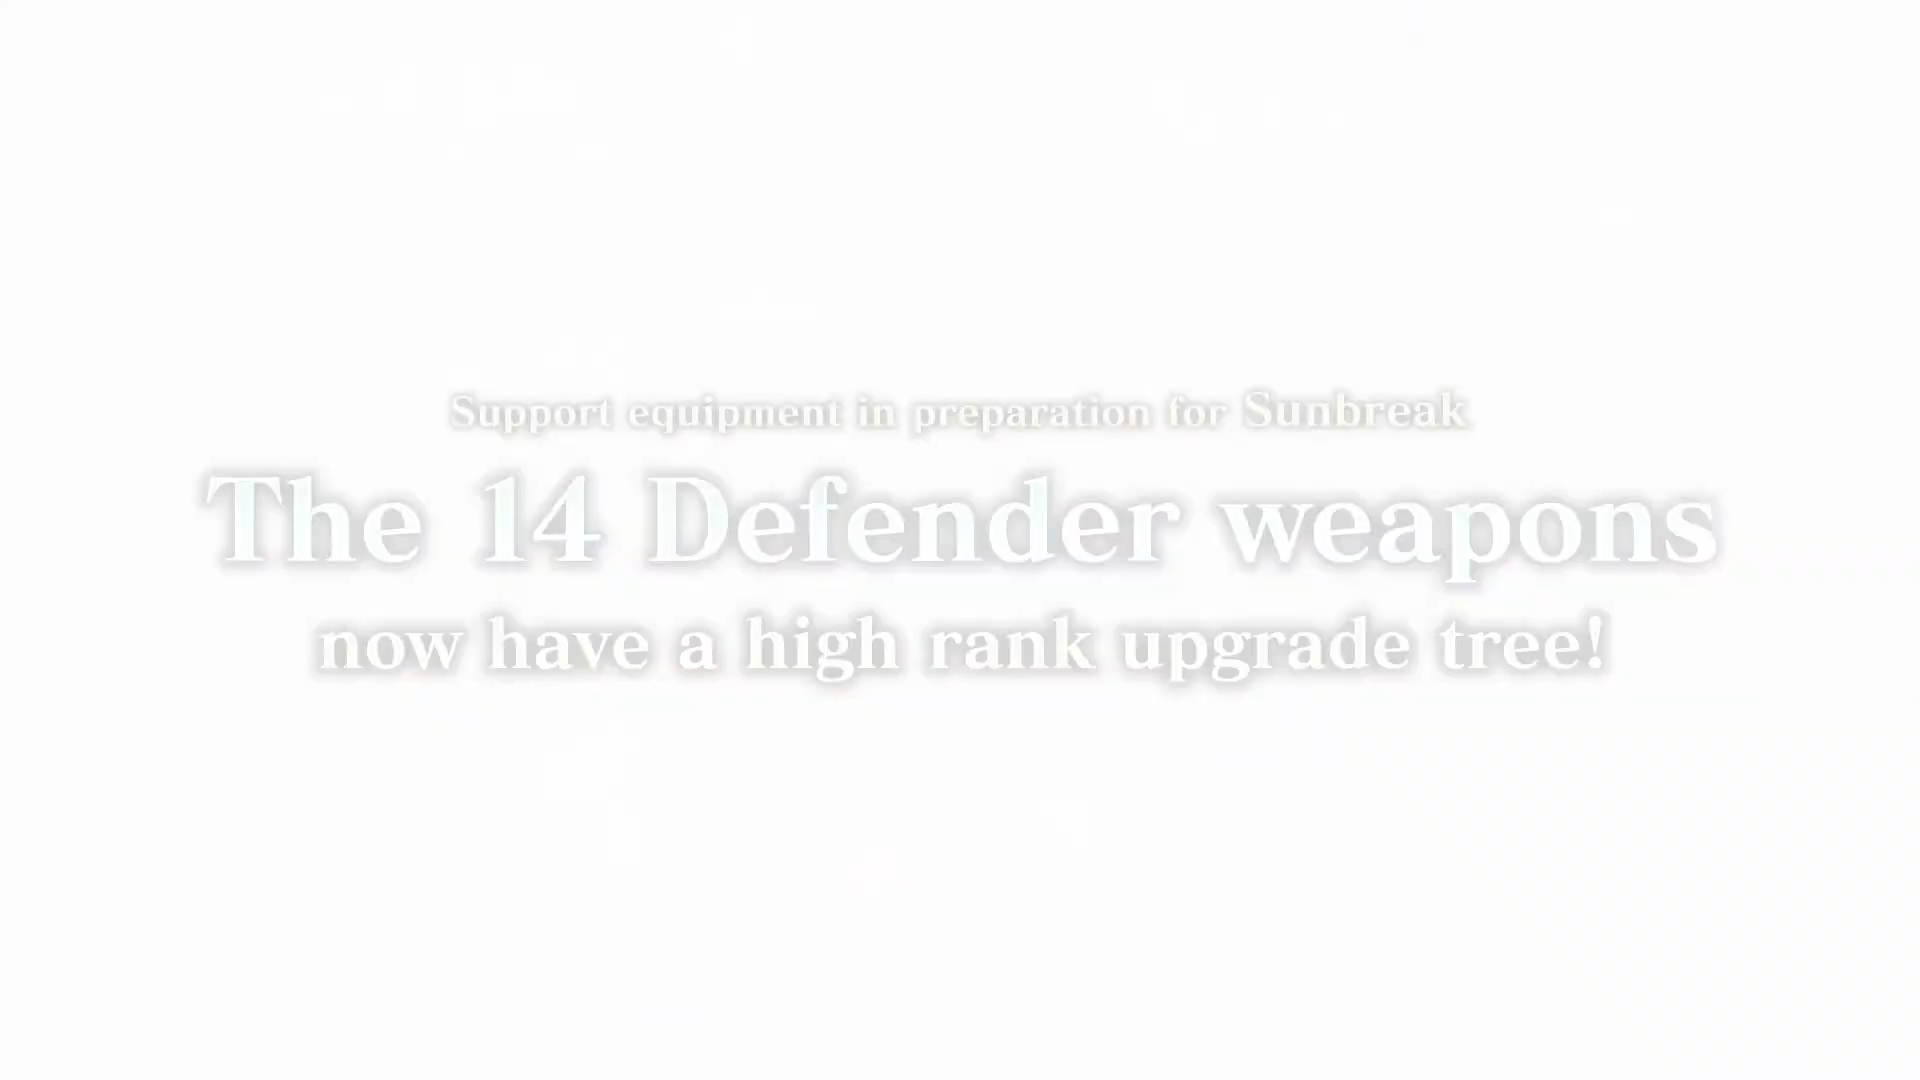 Support equipment in preparation for Sunbreak
The 14 Defender weapons
now have a high rank upgrade tree!